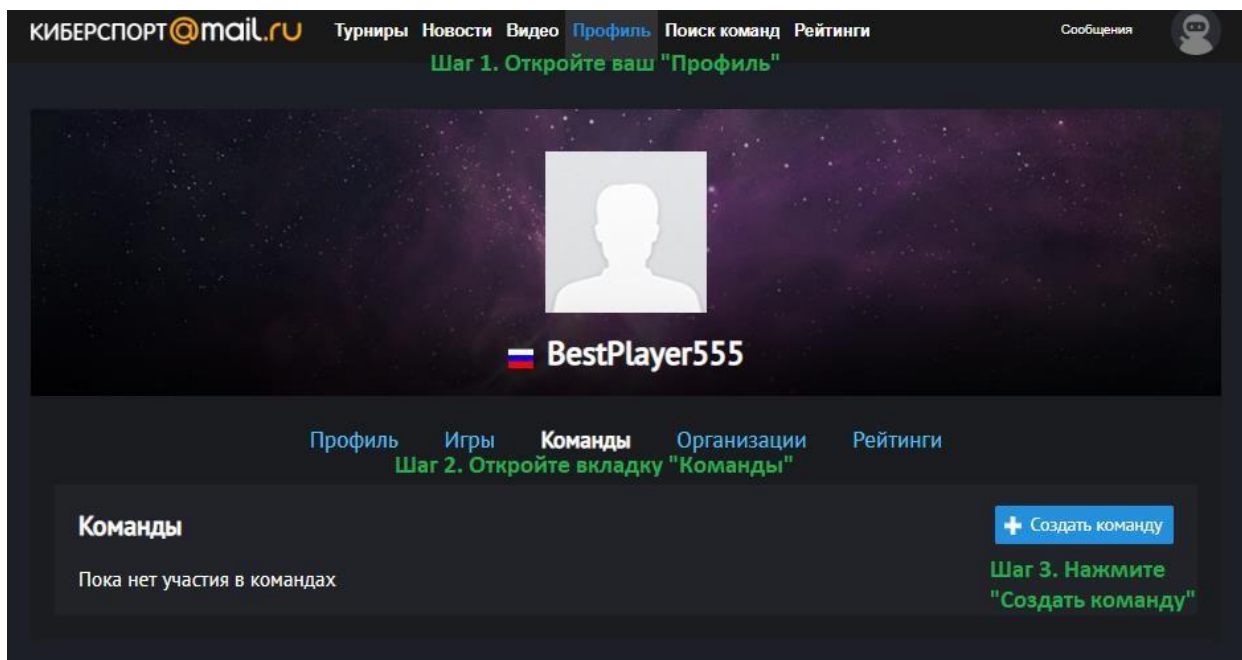 КИБЕРСПОРТ@mail.ru Турниры Новости Видео Профиль Поиск команд Рейтинги Сообщения
Шаг 1. Откройте ваш "Профиль"
BestPlayer555
Профиль Игры Команды Организации Рейтинги
Шаг 2. Откройте вкладку "Команды"
Команды
Создать команду
Пока нет участия в командах
Шаг 3. Нажмите
"Создать команду"